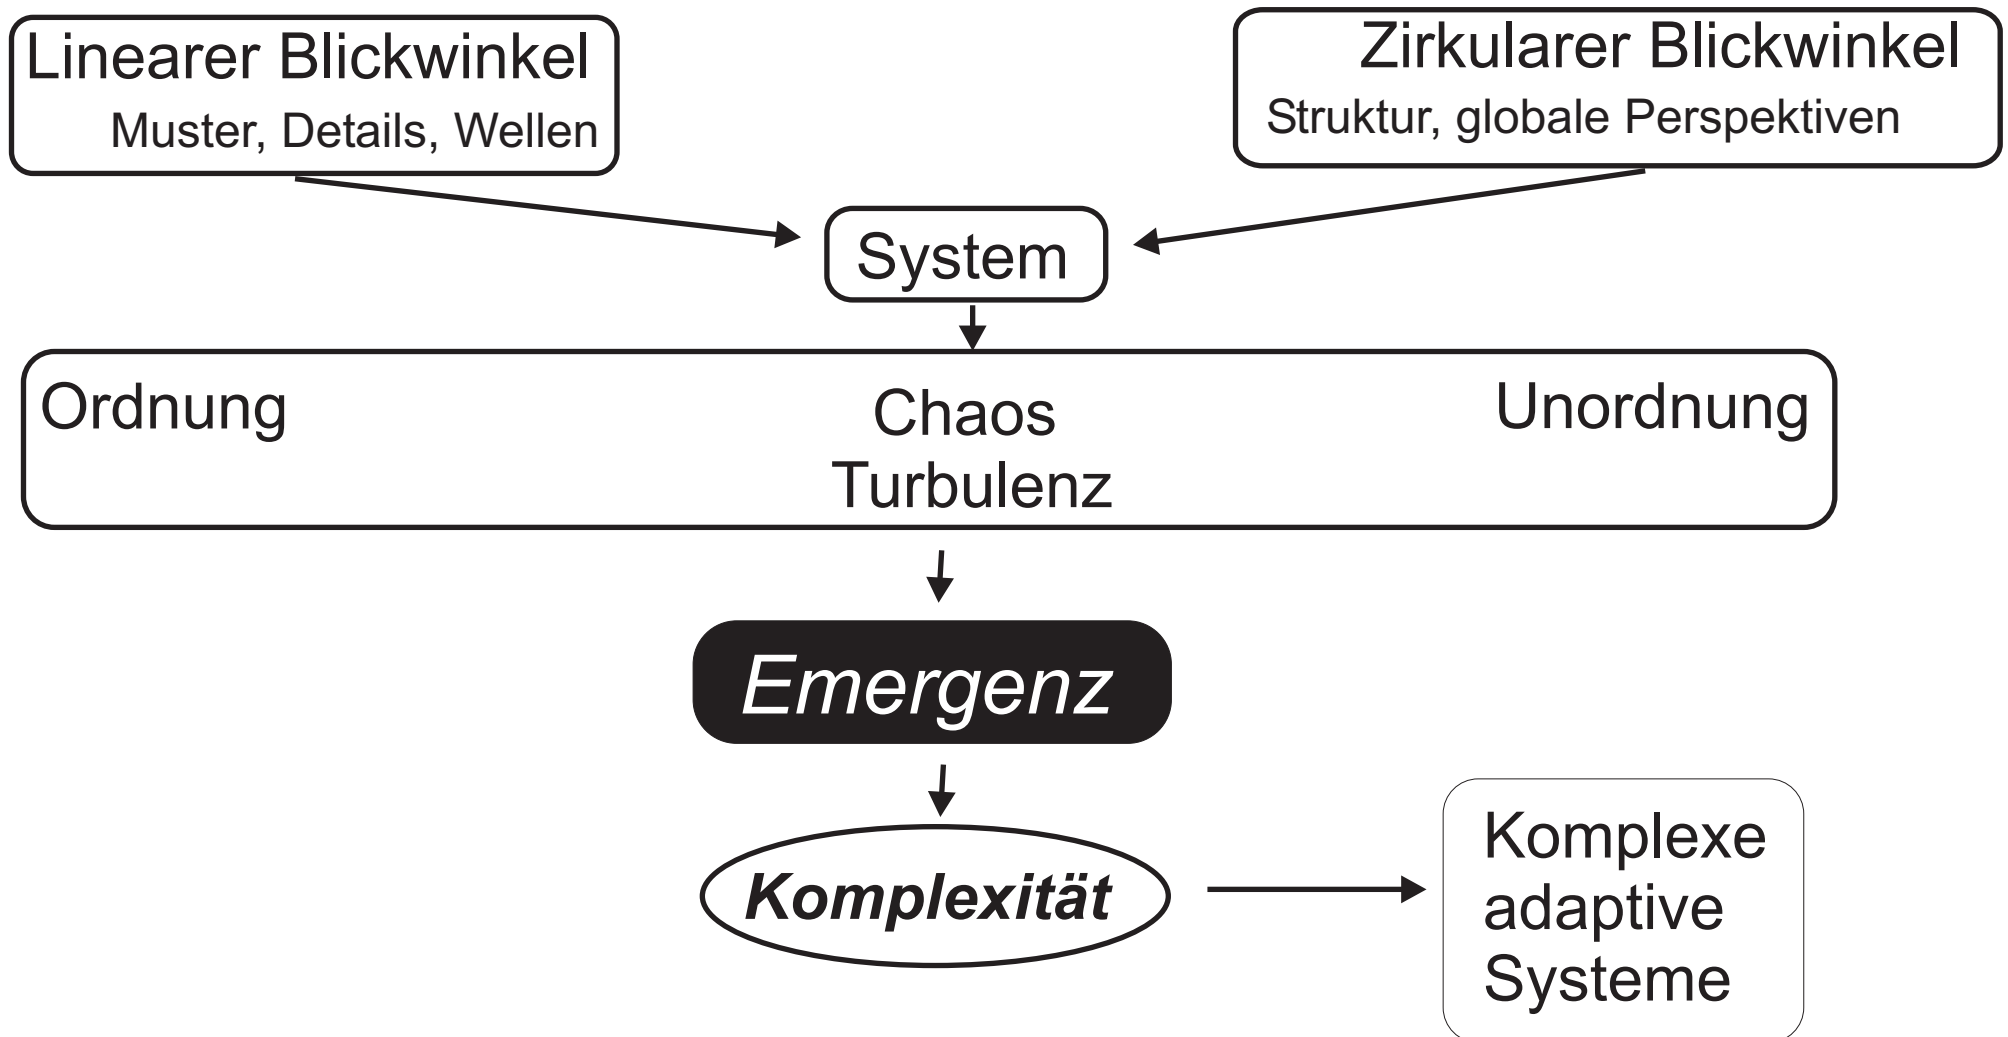 Linearer Blickwinkel
Muster, Details, Wellen
Zirkularer Blickwinkel
Struktur, globale Perspektiven
System
Ordnung
Chaos
Turbulenz
Unordnung
Emergenz
Komplexität
Komplexe
adaptive
Systeme